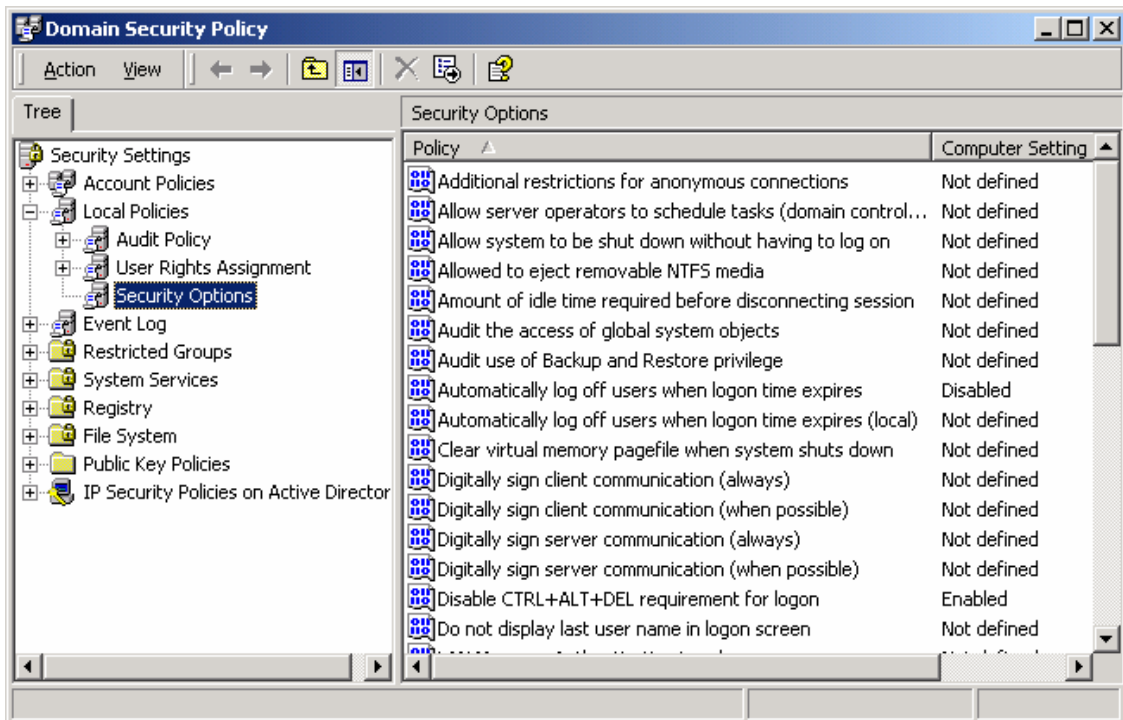 Domain Security Policy
Action View
Tree
Security Settings
Account Policies
Local Policies
Audit Policy
User Rights Assignment
Security Options
Event Log
Restricted Groups
System Services
Registry
File System
Public Key Policies
IP Security Policies on Active Director
Security Options
Policy Computer Setting
Additional restrictions for anonymous connections Not defined
Allow server operators to schedule tasks (domain control... Not defined
Allow system to be shut down without having to log on Not defined
Allowed to eject removable NTFS media Not defined
Amount of idle time required before disconnecting session Not defined
Audit the access of global system objects Not defined
Audit use of Backup and Restore privilege Not defined
Automatically log off users when logon time expires Disabled
Automatically log off users when logon time expires (local) Not defined
Clear virtual memory pagefile when system shuts down Not defined
Digitally sign client communication (always) Not defined
Digitally sign client communication (when possible) Not defined
Digitally sign server communication (always) Not defined
Digitally sign server communication (when possible) Not defined
Disable CTRL+ALT+DEL requirement for logon Enabled
Do not display last user name in logon screen Not defined